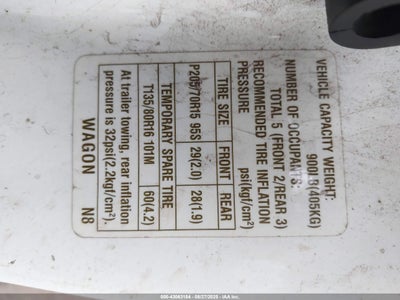 VEHICLE CAPACITY WEIGHT:
900LB(405KG)
NUMBER OF OCCUPANTS:
TOTAL 5 (FRONT 2/REAR 3)
RECOMMENDED TIRE INFLATION
PRESSURE psi(kgf/cm²)
TIRE SIZE FRONT REAR
P205/70R15 95S 29(2.0) 28(1.9)
TEMPORARY SPARE TIRE
T135/80R16 101M 60(4.2)
At trailer towing, rear inflation
pressure is 32psi(2.2kgf/cm²).
WAGON N8